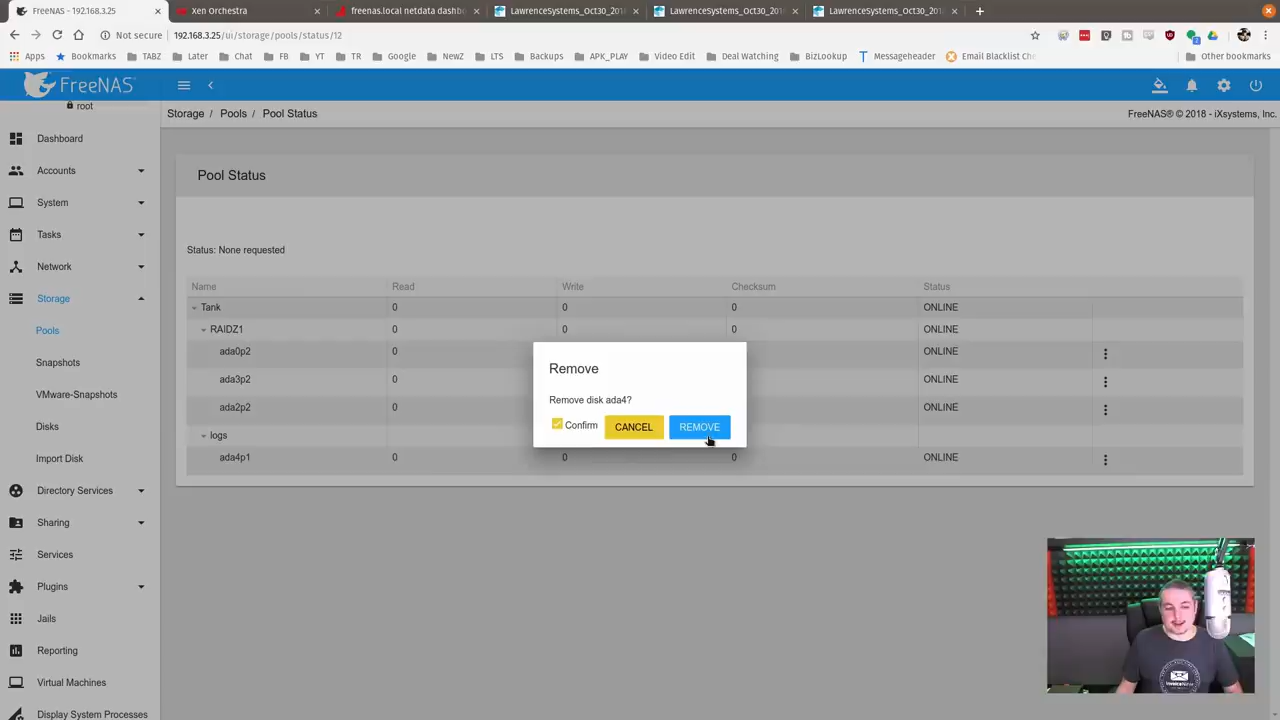 FreeNAS - 192.168.3.25
Xen Orchestra
freenas.local netdata dashb
LawrenceSystems_Oct30_201
LawrenceSystems_Oct30_201
LawrenceSystems_Oct30_201
Not secure
192.168.3.25/ui/storage/pools/status/12
Apps
Bookmarks
TABZ
Later
Chat
FB
YT
TR
Google
NewZ
LTS
Backups
APK_PLAY
Video Edit
Deal Watching
BizLookup
Messageheader
Email Blacklist Che
Other bookmarks
FreeNAS
root
Storage / Pools / Pool Status
FreeNAS® © 2018 - iXsystems, Inc.
Dashboard
Accounts
System
Tasks
Network
Storage
Pools
Snapshots
VMware-Snapshots
Disks
Import Disk
Directory Services
Sharing
Services
Plugins
Jails
Reporting
Virtual Machines
Display System Processes
Pool Status
Status: None requested
Name Read Write Checksum Status
Tank 0 0 0 ONLINE
RAIDZ1 0 0 0 ONLINE
ada0p2 0 ONLINE
ada3p2 0 ONLINE
ada2p2 0 ONLINE
logs ONLINE
ada4p1 0 0 0 ONLINE
Remove
Remove disk ada4?
Confirm
CANCEL
REMOVE